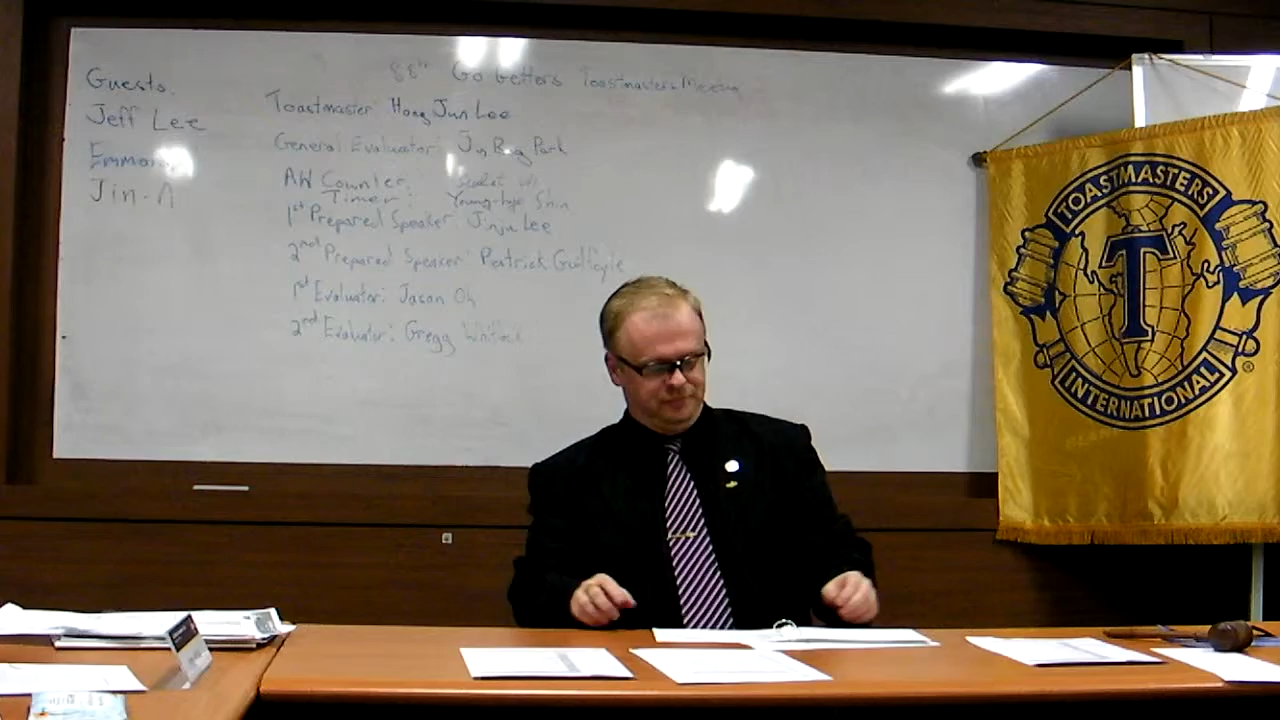 88th Go Getters Toastmasters Meeting
Guests.
Jeff Lee
Jin-A
Toastmaster: Hong Jun Lee
General Evaluator: Jin Park
AH Counter:
Timer: Young-hye Shin
1st Prepared Speaker: Jinju Lee
2nd Prepared Speaker: Patrick Guilfoyle
1st Evaluator: Jason Oh
2nd Evaluator: Gregg
TOASTMASTERS
T
INTERNATIONAL